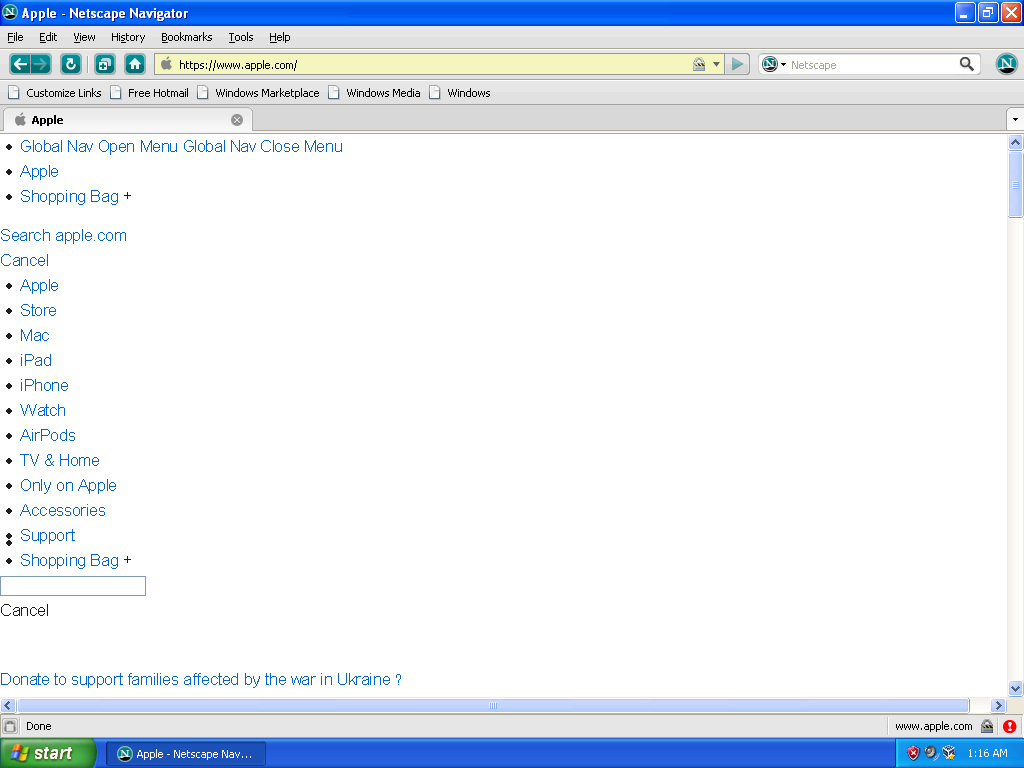 Apple - Netscape Navigator
File Edit View History Bookmarks Tools Help
https://www.apple.com/
Netscape
Customize Links Free Hotmail Windows Marketplace Windows Media Windows
Apple
Global Nav Open Menu Global Nav Close Menu
Apple
Shopping Bag +
Search apple.com
Cancel
Apple
Store
Mac
iPad
iPhone
Watch
AirPods
TV & Home
Only on Apple
Accessories
Support
Shopping Bag +
Cancel
Donate to support families affected by the war in Ukraine ?
Done www.apple.com
start Apple - Netscape Nav... 1:16 AM